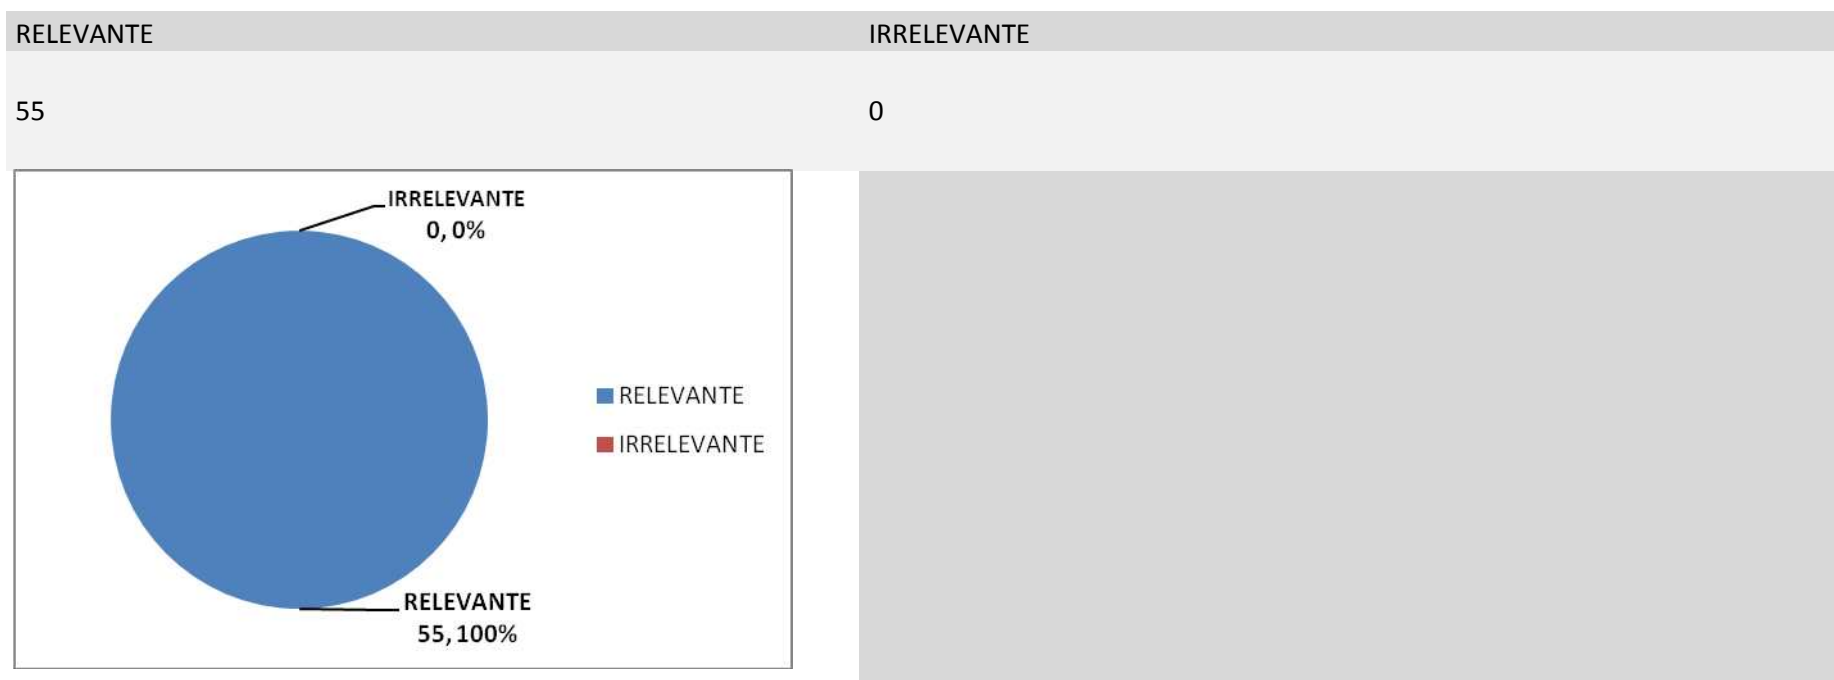 RELEVANTE IRRELEVANTE
55 0
IRRELEVANTE
0, 0%
RELEVANTE
IRRELEVANTE
RELEVANTE
55, 100%